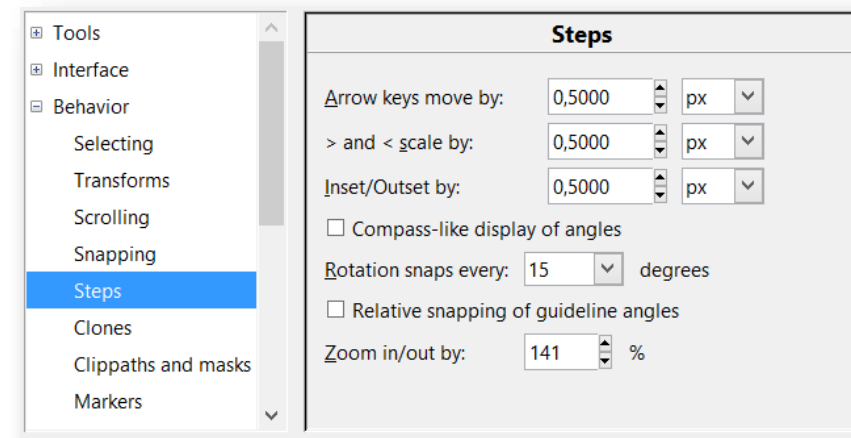 Tools
Interface
Behavior
Selecting
Transforms
Scrolling
Snapping
Steps
Clones
Clippaths and masks
Markers
Steps
Arrow keys move by: 0,5000 px
> and < scale by: 0,5000 px
Inset/Outset by: 0,5000 px
Compass-like display of angles
Rotation snaps every: 15 degrees
Relative snapping of guideline angles
Zoom in/out by: 141 %